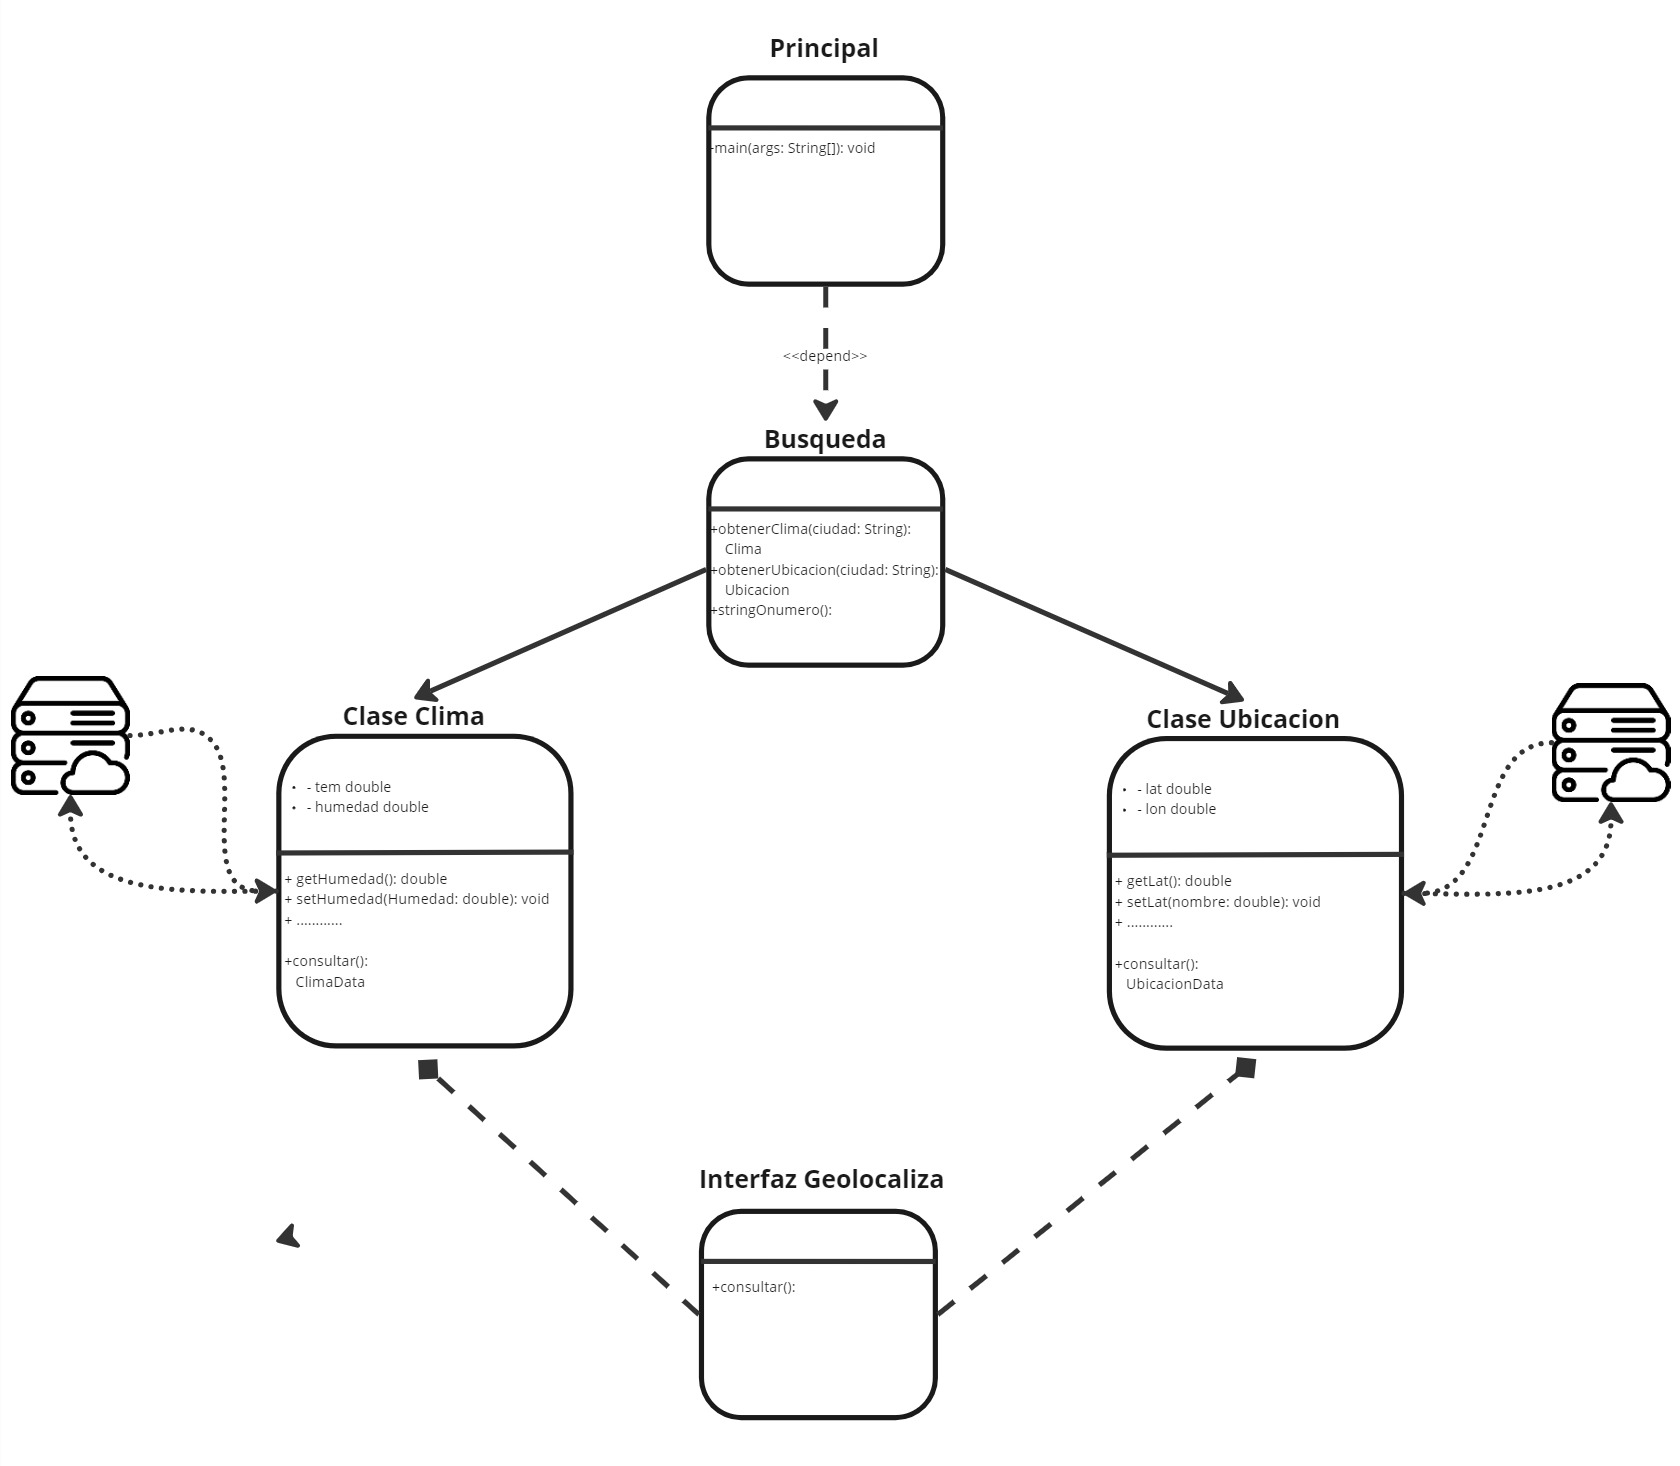 Principal
-main(args: String[]): void
<<depend>>
Busqueda
+obtenerClima(ciudad: String):
Clima
+obtenerUbicacion(ciudad: String):
Ubicacion
+stringOnumero():
Clase Clima
• - tem double
• - humedad double
+ getHumedad(): double
+ setHumedad(Humedad: double): void
+ ............
+consultar():
ClimaData
Clase Ubicacion
• - lat double
• - lon double
+ getLat(): double
+ setLat(nombre: double): void
+ ............
+consultar():
UbicacionData
Interfaz Geolocaliza
+consultar():